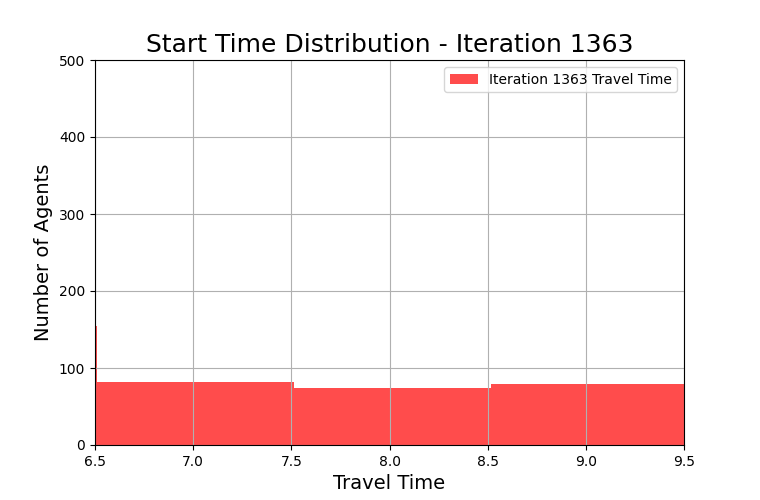 Start Time Distribution - Iteration 1363
Iteration 1363 Travel Time
Number of Agents
500
400
300
200
100
0
6.5 7.0 7.5 8.0 8.5 9.0 9.5
Travel Time